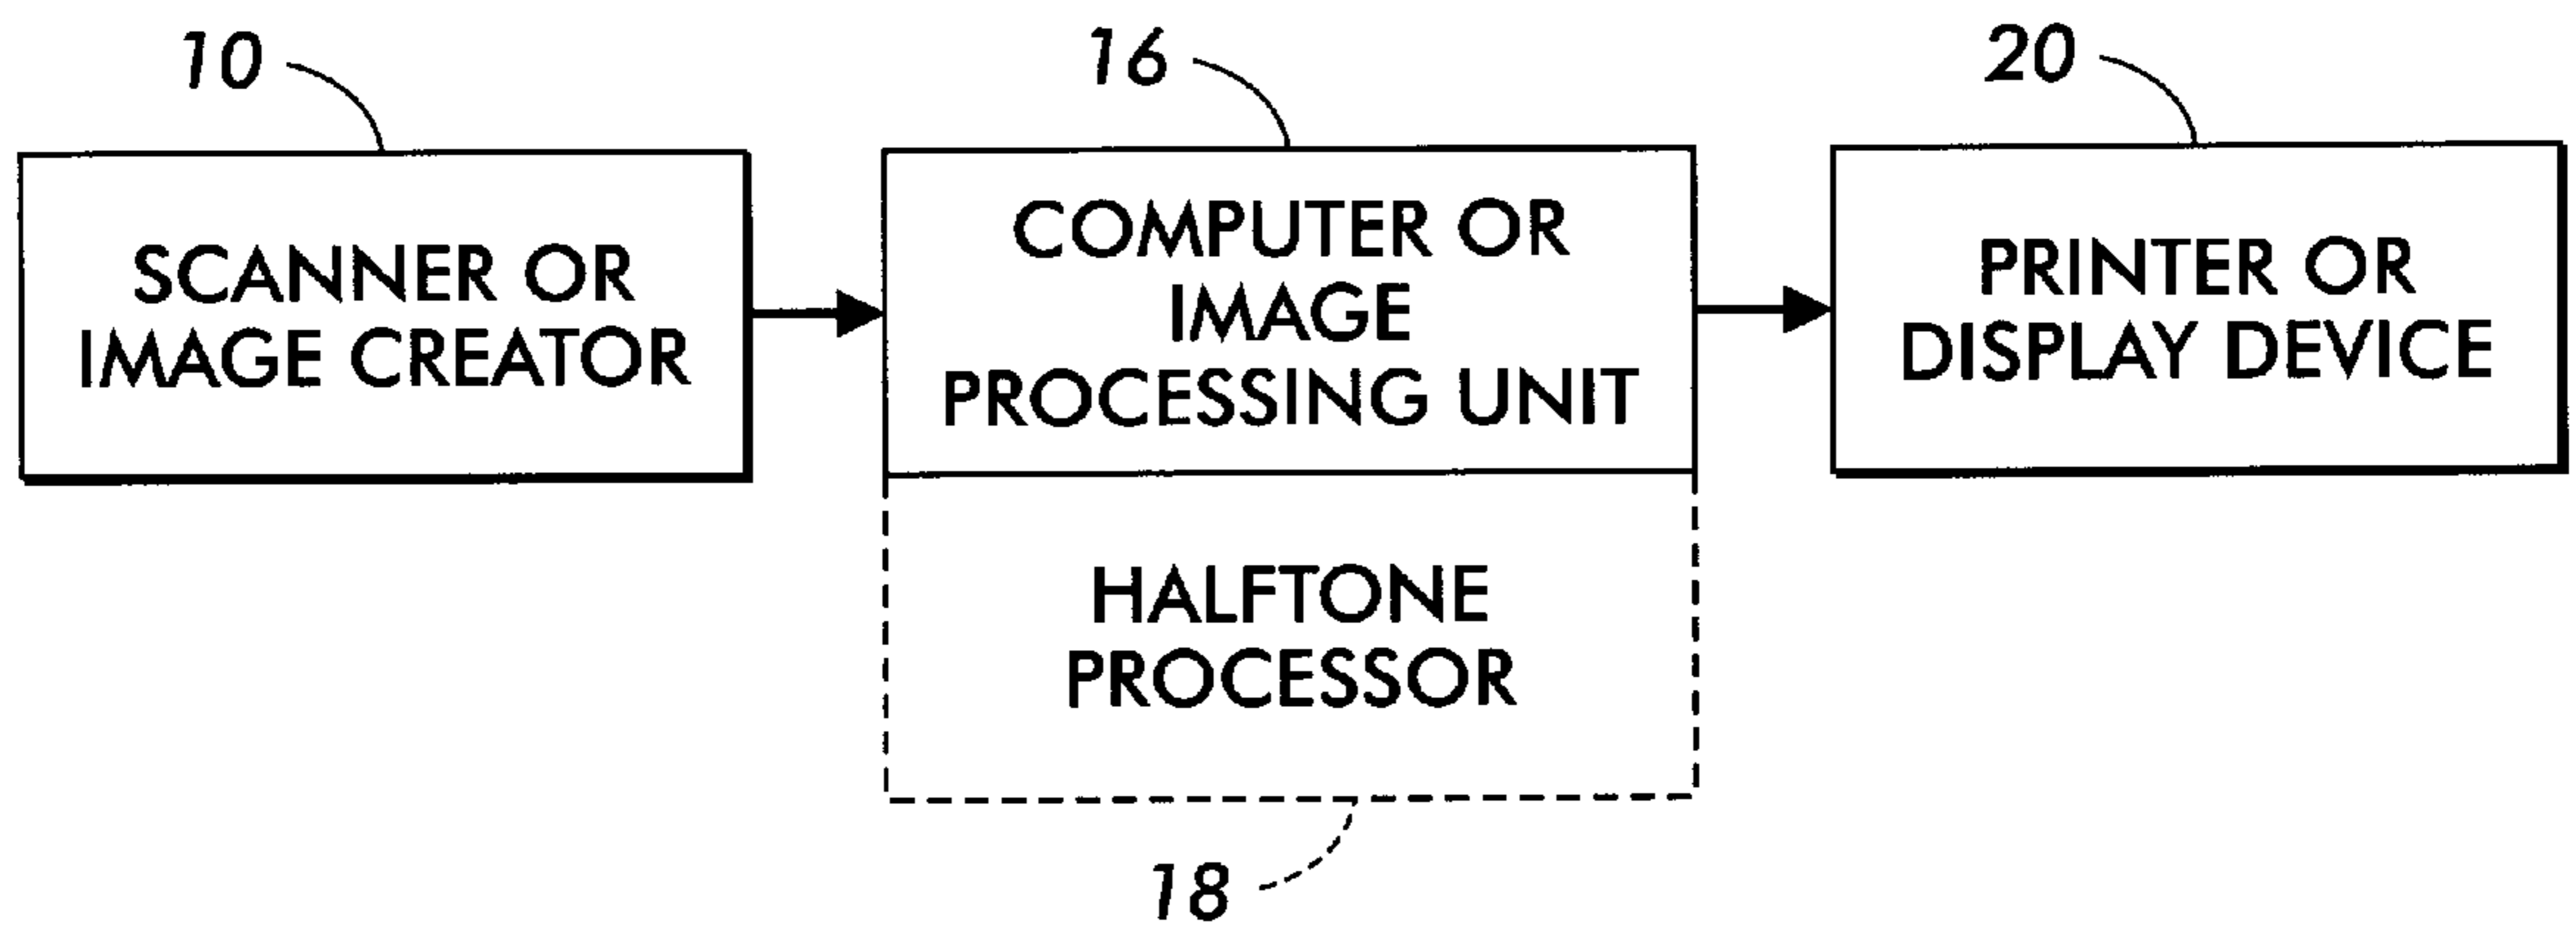 10
16
20
SCANNER OR
IMAGE CREATOR
COMPUTER OR
IMAGE
PROCESSING UNIT
PRINTER OR
DISPLAY DEVICE
HALFTONE
PROCESSOR
18